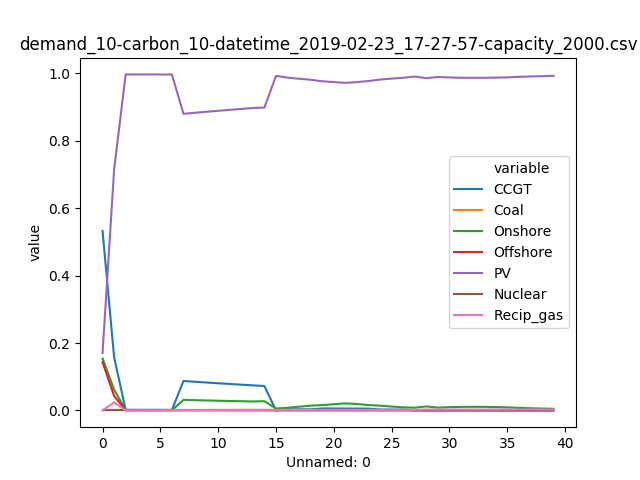 demand_10-carbon_10-datetime_2019-02-23_17-27-57-capacity_2000.csv
1.0
0.8
0.6
0.4
0.2
0.0
value
variable
CCGT
Coal
Onshore
Offshore
PV
Nuclear
Recip_gas
0 5 10 15 20 25 30 35 40
Unnamed: 0